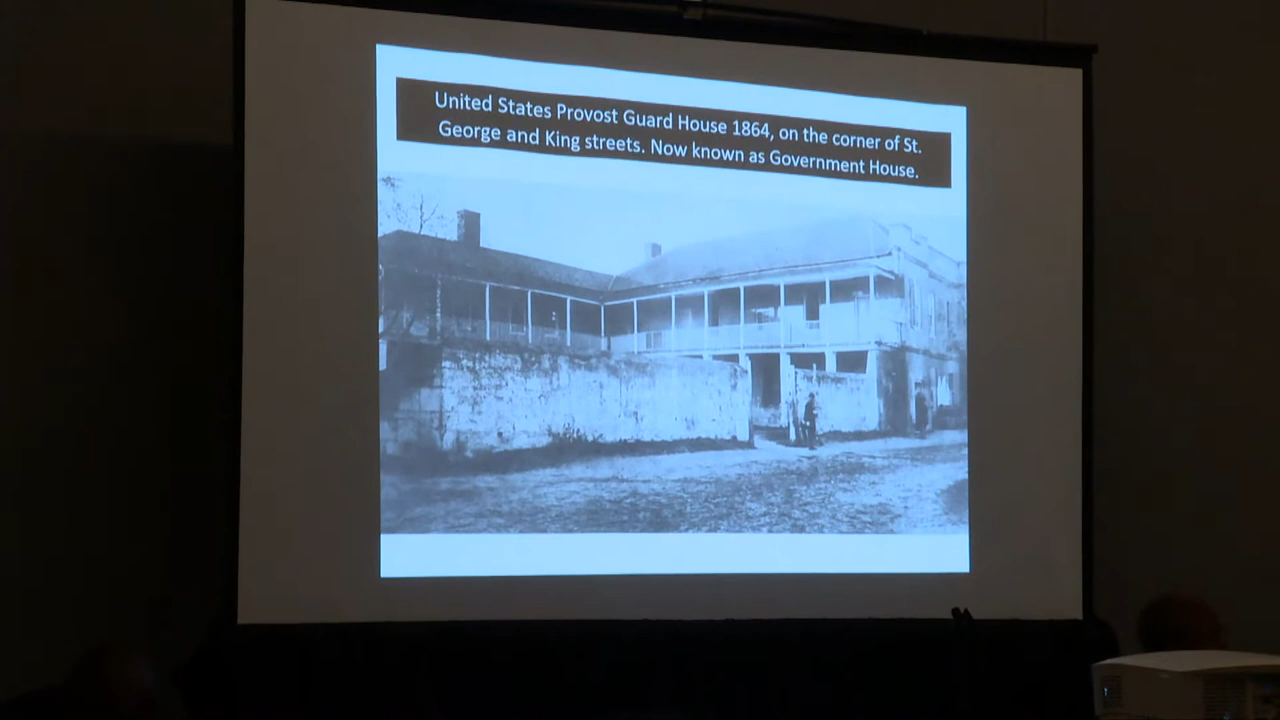 United States Provost Guard House 1864, on the corner of St.
George and King streets. Now known as Government House.